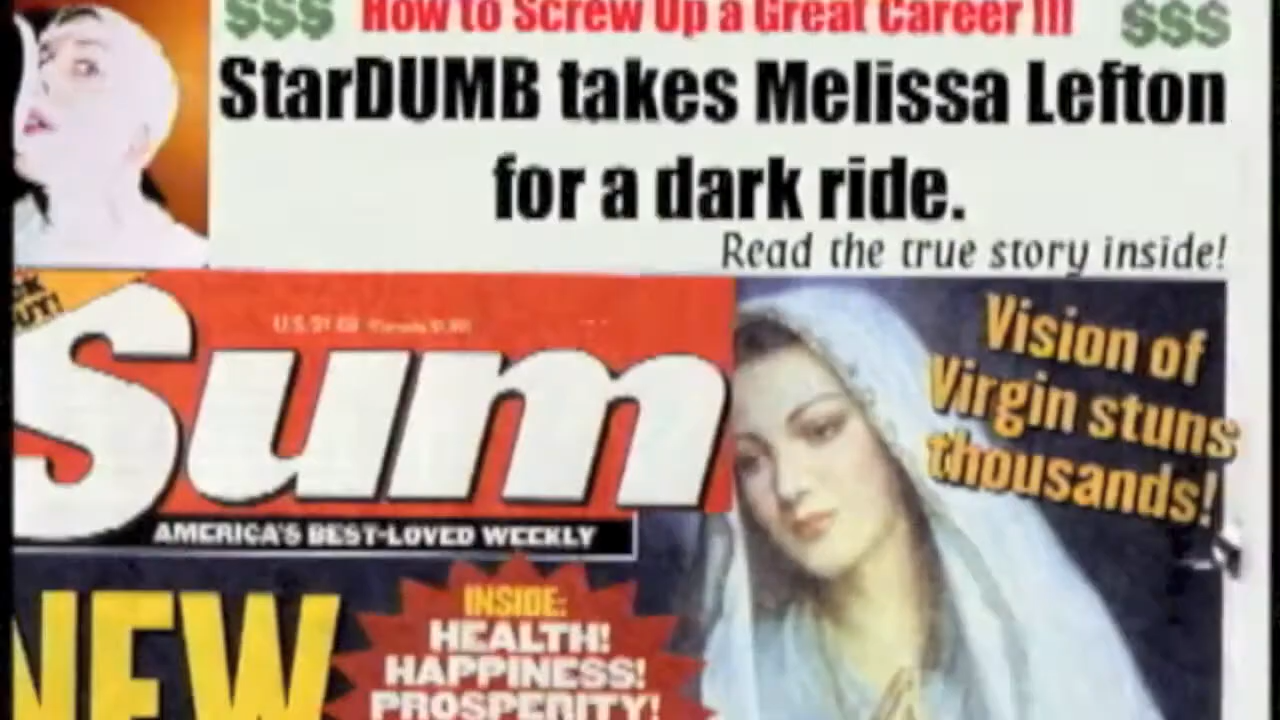 $$$ How to Screw Up a Great Career !!! $$$
StarDUMB takes Melissa Lefton
for a dark ride.
Read the true story inside!
Sum
AMERICA'S BEST-LOVED WEEKLY
Vision of
Virgin stuns
thousands!
NEW
INSIDE:
HEALTH!
HAPPINESS!
PROSPERITY!